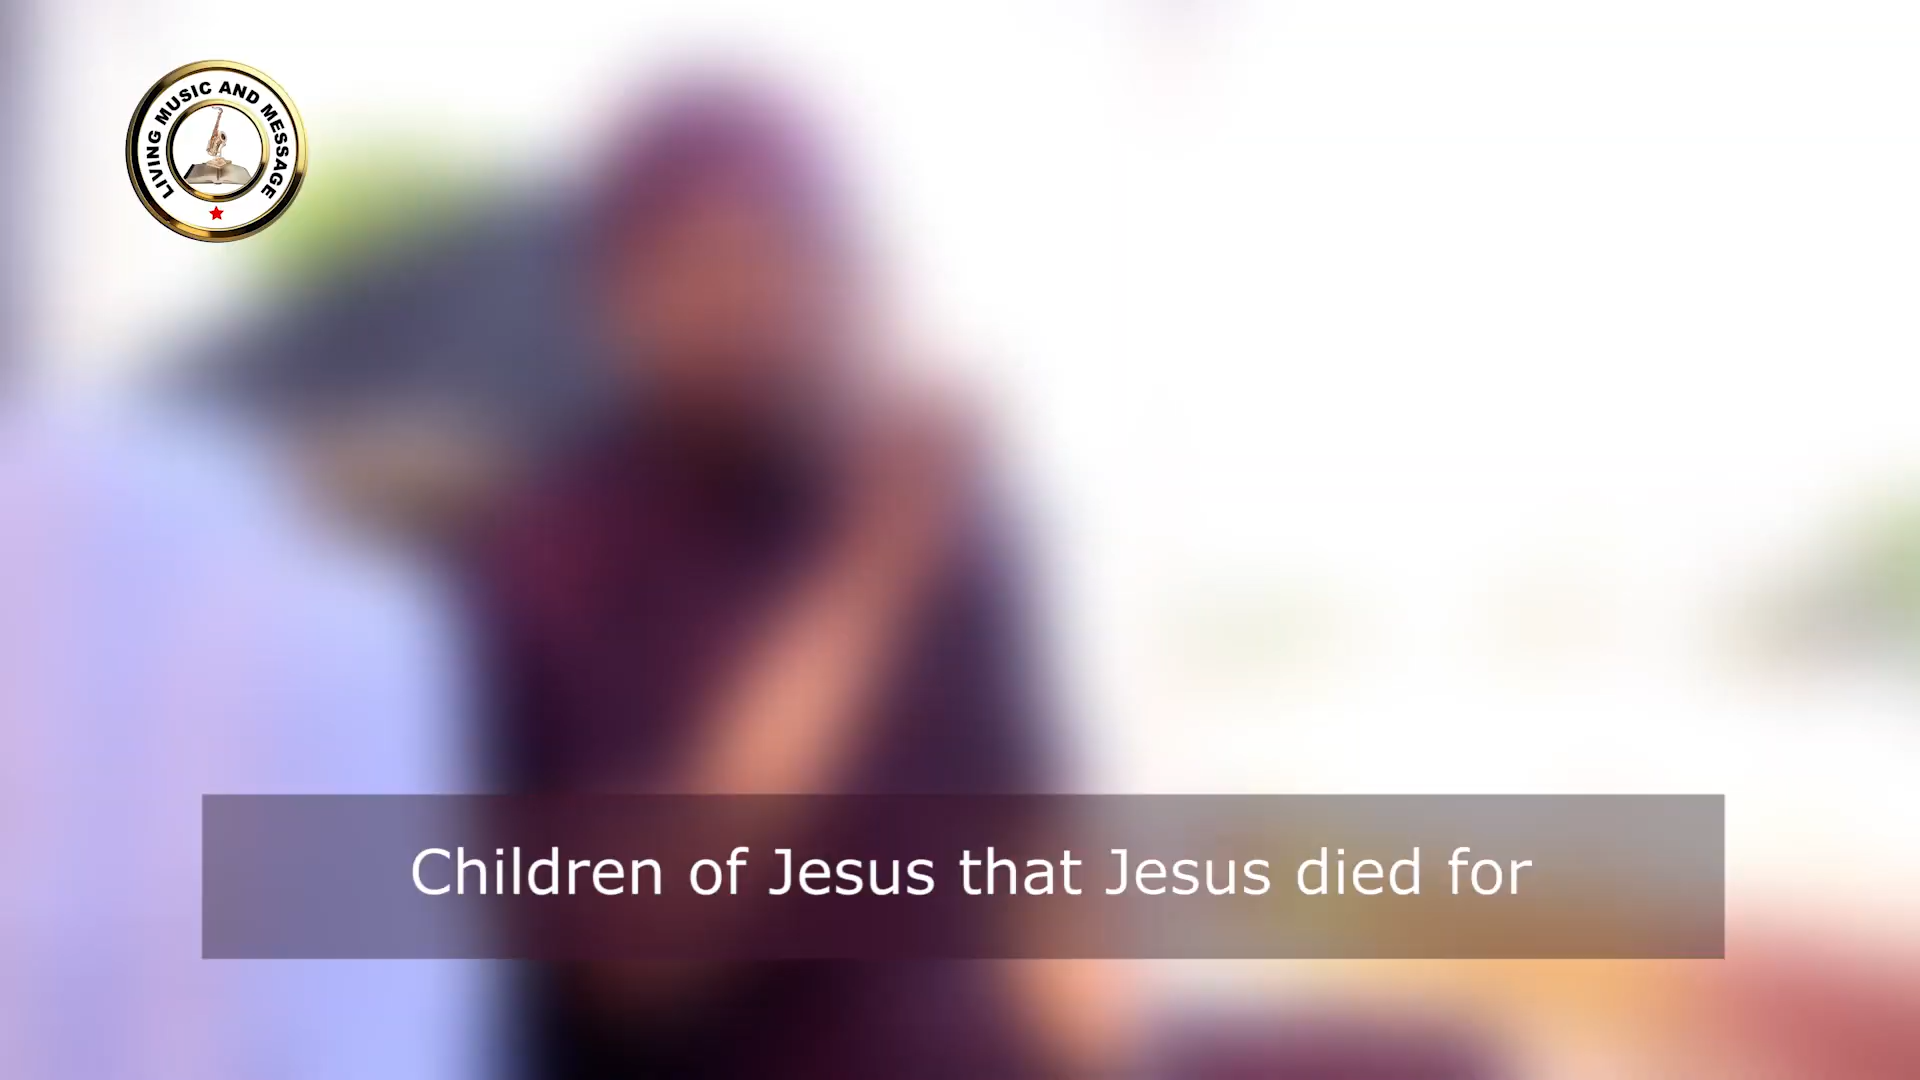 LIVING MUSIC AND MESSAGE
Children of Jesus that Jesus died for